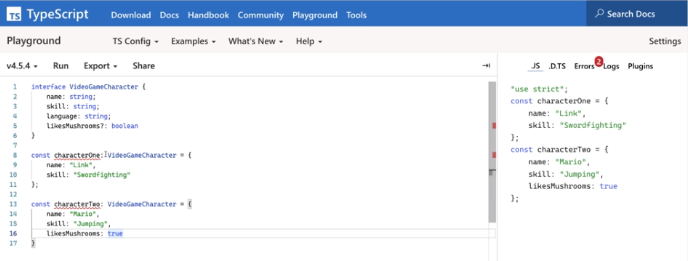 TS TypeScript Download Docs Handbook Community Playground Tools Search Docs
Playground TS Config Examples What's New Help Settings
v4.5.4 Run Export Share
.JS .D.TS Errors 2 Logs Plugins
1 interface VideoGameCharacter {
2 name: string;
3 skill: string;
4 language: string;
5 likesMushrooms?: boolean
6 }
7
8 const characterOne: VideoGameCharacter = {
9 name: "Link",
10 skill: "Swordfighting"
11 };
12
13 const characterTwo: VideoGameCharacter = {
14 name: "Mario",
15 skill: "Jumping",
16 likesMushrooms: true
17 }
"use strict";
const characterOne = {
name: "Link",
skill: "Swordfighting"
};
const characterTwo = {
name: "Mario",
skill: "Jumping",
likesMushrooms: true
};